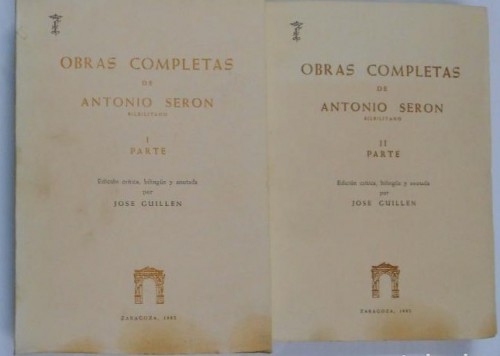 OBRAS COMPLETAS
DE
ANTONIO SERON
BILBILITANO
I
PARTE
Edición crítica, bilingüe y anotada
por
JOSE GUILLEN
ZARAGOZA, 1982
OBRAS COMPLETAS
DE
ANTONIO SERON
BILBILITANO
II
PARTE
Edición crítica, bilingüe y anotada
por
JOSE GUILLEN
ZARAGOZA, 1982